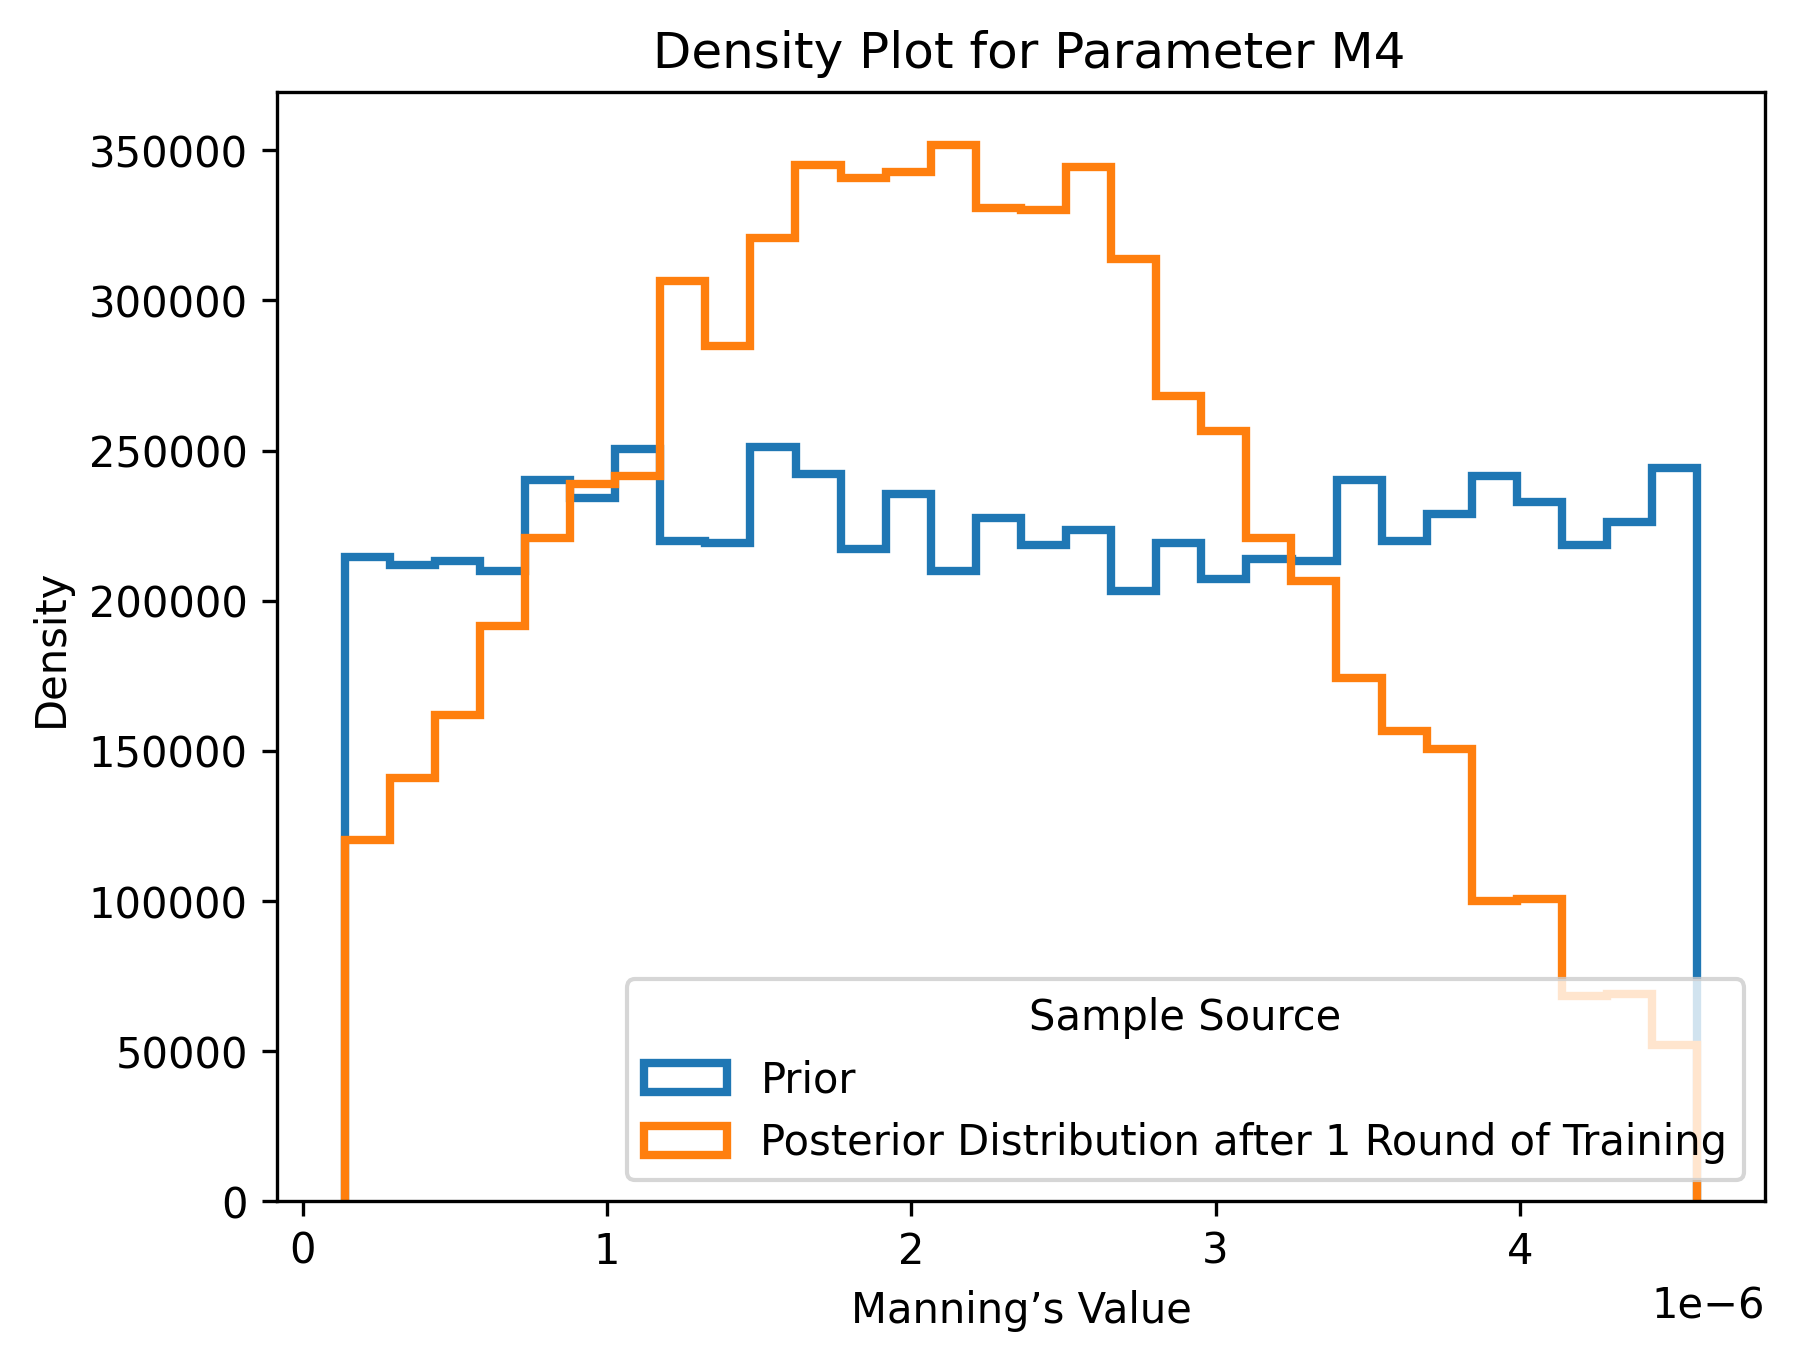 Density Plot for Parameter M4
Density
350000
300000
250000
200000
150000
100000
50000
0
0 1 2 3 4
1e−6
Manning’s Value
Sample Source
Prior
Posterior Distribution after 1 Round of Training